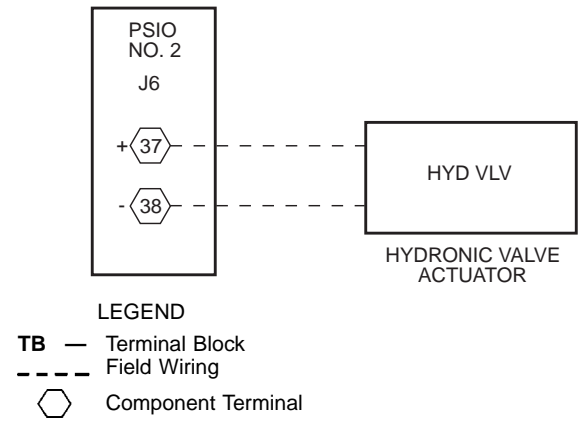 PSIO
NO. 2
J6
+ 37
- 38
HYD VLV
HYDRONIC VALVE
ACTUATOR
LEGEND
TB — Terminal Block
Field Wiring
Component Terminal